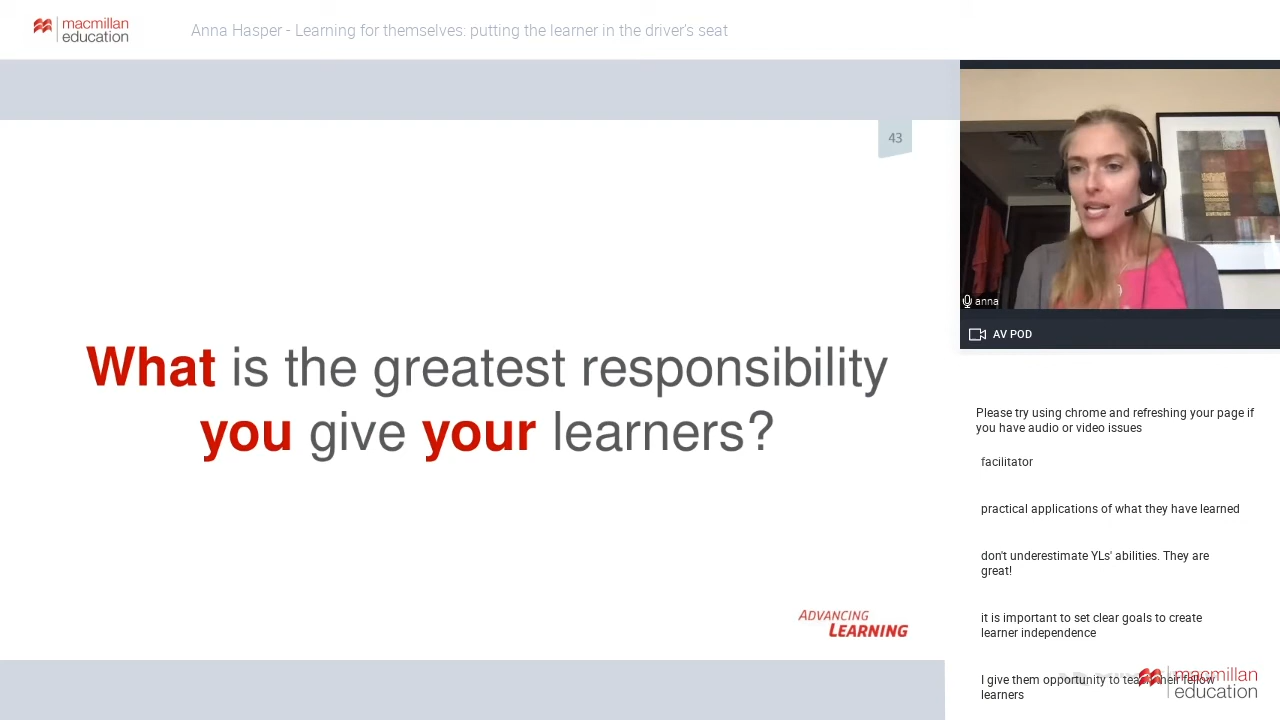 macmillan
education
Anna Hasper - Learning for themselves: putting the learner in the driver's seat
43
What is the greatest responsibility
you give your learners?
ADVANCING
LEARNING
anna
AV POD
Please try using chrome and refreshing your page if
you have audio or video issues
facilitator
practical applications of what they have learned
don't underestimate YLs' abilities. They are
great!
it is important to set clear goals to create
learner independence
I give them opportunity to teach their fellow
learners
macmillan
education